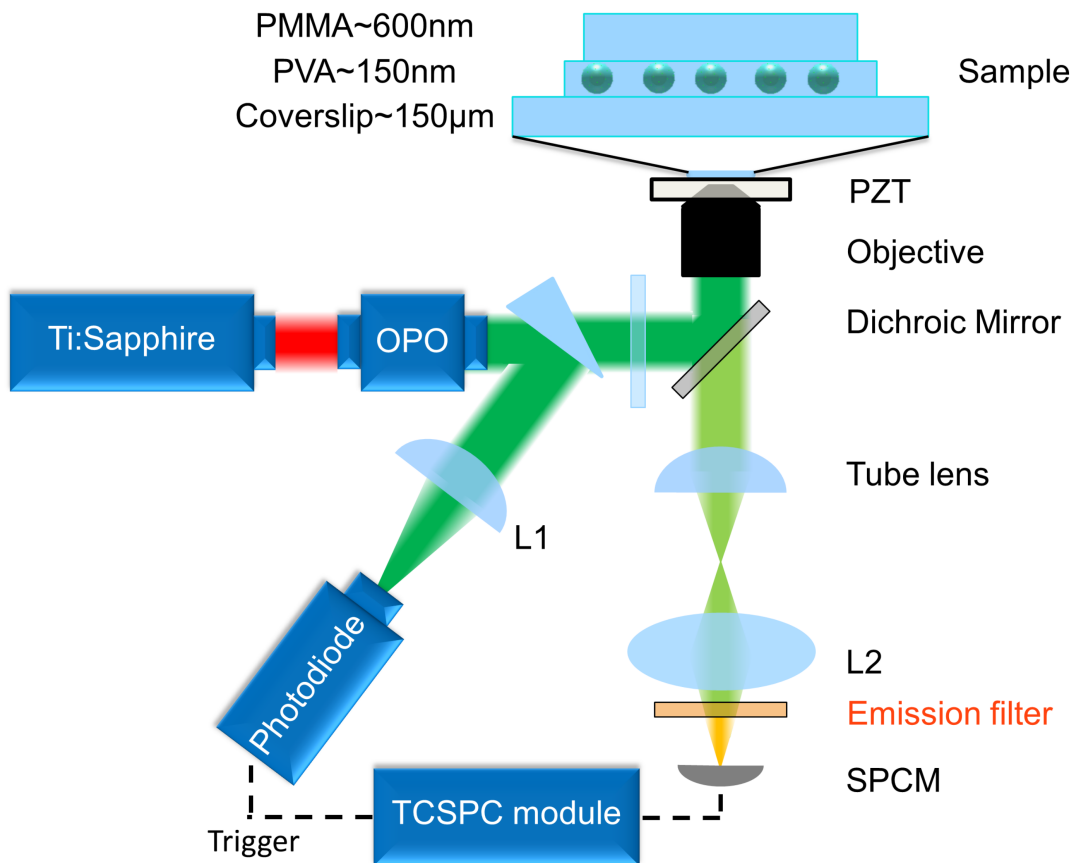 PMMA~600nm
PVA~150nm
Sample
Coverslip~150μm
PZT
Objective
Ti:Sapphire
OPO
Dichroic Mirror
Tube lens
L1
Photodiode
L2
Emission filter
SPCM
TCSPC module
Trigger